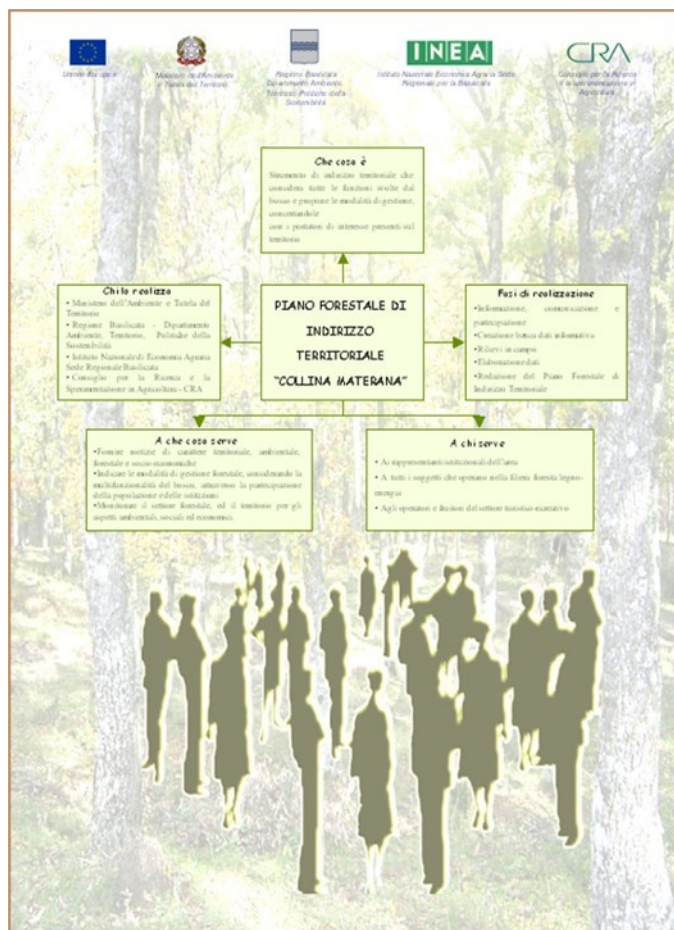 Unione Europea
Ministero dell'Ambiente
e Tutela del Territorio
Regione Basilicata
Dipartimento Ambiente,
Territorio, Politiche della
Sostenibilità
INEA
Istituto Nazionale Economia Agraria Sede
Regionale per la Basilicata
CRA
Consiglio per la Ricerca
e la Sperimentazione in
Agricoltura
Che cosa è
Strumento di indirizzo territoriale che
considera tutte le funzioni svolte dal
bosco e propone le modalità di gestione,
concertandole
con i portatori di interesse presenti sul
territorio
Chi lo realizza
• Ministero dell'Ambiente e Tutela del
Territorio
• Regione Basilicata - Dipartimento
Ambiente, Territorio, Politiche della
Sostenibilità
• Istituto Nazionale di Economia Agraria
Sede Regionale Basilicata
• Consiglio per la Ricerca e la
Sperimentazione in Agricoltura - CRA
PIANO FORESTALE DI
INDIRIZZO
TERRITORIALE
"COLLINA MATERANA"
Fasi di realizzazione
•Informazione, comunicazione e
partecipazione
•Creazione banca dati informativa
•Rilievi in campo
•Elaborazione dati
•Redazione del Piano Forestale di
Indirizzo Territoriale
A che cosa serve
•Fornire notizie di carattere territoriale, ambientale,
forestale e socio-economiche
•Indicare le modalità di gestione forestale, considerando la
multifunzionalità del bosco, attraverso la partecipazione
della popolazione e delle istituzioni
•Monitorare il settore forestale, ed il territorio per gli
aspetti ambientali, sociali ed economici.
A chi serve
• Ai rappresentanti istituzionali dell'area
• A tutti i soggetti che operano nella filiera foresta legno-
energia
• Agli operatori e fruitori del settore turistico-ricreativo